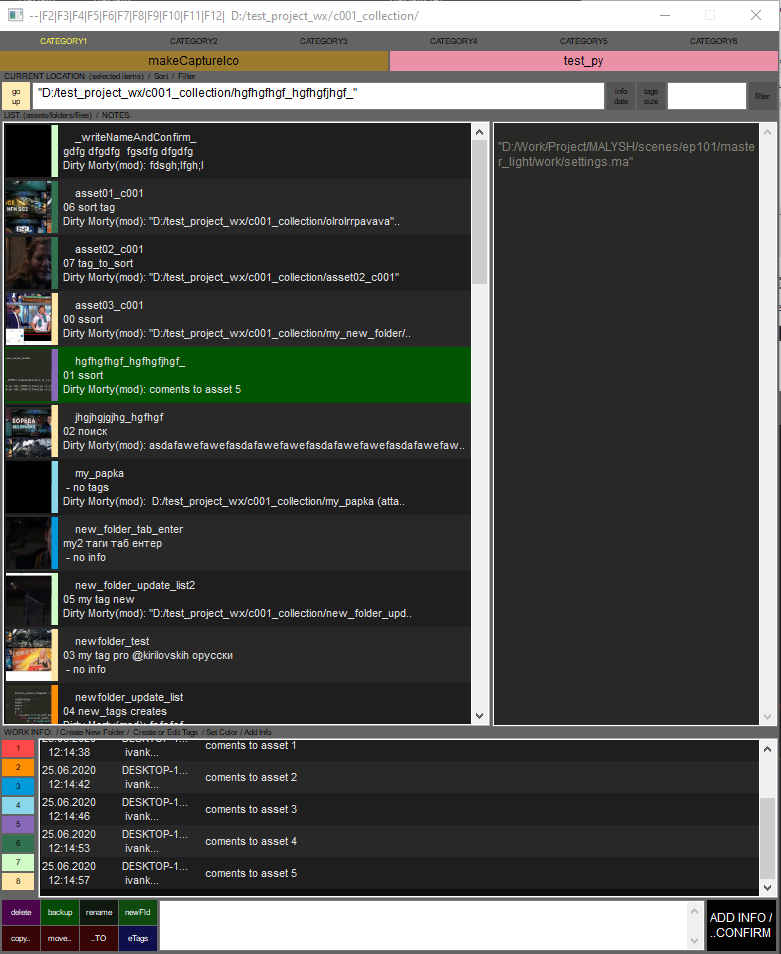 --|F2|F3|F4|F5|F6|F7|F8|F9|F10|F11|F12|  D:/test_project_wx/c001_collection/
CATEGORY1 CATEGORY2 CATEGORY3 CATEGORY4 CATEGORY5 CATEGORY6
makeCaptureIco test_py
CURRENT LOCATION: (selected items)  /  Sort  /  Filter
go up "D:/test_project_wx/c001_collection/hgfhgfhgf_hgfhgfjhgf_" info date tags size filter
LIST: (assets/folders/files)  /  NOTES:
_writeNameAndConfirm_
gdfg dfgdfg  fgsdfg dfgdfg
Dirty Morty(mod): fdsgh;lfgh;l
asset01_c001
06 sort tag
Dirty Morty(mod): "D:/test_project_wx/c001_collection/olrolrrpavava"..
asset02_c001
07 tag_to_sort
Dirty Morty(mod): "D:/test_project_wx/c001_collection/asset02_c001"
asset03_c001
00 ssort
Dirty Morty(mod): "D:/test_project_wx/c001_collection/my_new_folder/..
hgfhgfhgf_hgfhgfjhgf_
01 ssort
Dirty Morty(mod): coments to asset 5
БОРЬБА
jhgjhgjgjhg_hgfhgf
02 поиск
Dirty Morty(mod): asdafawefawefasdafawefawefasdafawefawefasdafawefaw..
my_papka
- no tags
Dirty Morty(mod):  D:/test_project_wx/c001_collection/my_papka (atta..
new_folder_tab_enter
my2 таги таб ентер
- no info
new_folder_update_list2
05 my tag new
Dirty Morty(mod): "D:/test_project_wx/c001_collection/new_folder_upd..
newfolder_test
03 my tag pro @kirilovskih орусски
- no info
newfolder_update_list
04 new_tags creates
"D:/Work/Project/MALYSH/scenes/ep101/maste
r_light/work/settings.ma"
WORK INFO:  / Create New Folder /  Create or Edit Tags  / Set Color / Add Info
1
2
3
4
5
6
7
8
12:14:38 ivank... coments to asset 1
25.06.2020 DESKTOP-1...
12:14:42 ivank... coments to asset 2
25.06.2020 DESKTOP-1...
12:14:46 ivank... coments to asset 3
25.06.2020 DESKTOP-1...
12:14:53 ivank... coments to asset 4
25.06.2020 DESKTOP-1...
12:14:57 ivank... coments to asset 5
delete backup rename newFld
copy.. move.. ..TO eTags
ADD INFO /
..CONFIRM